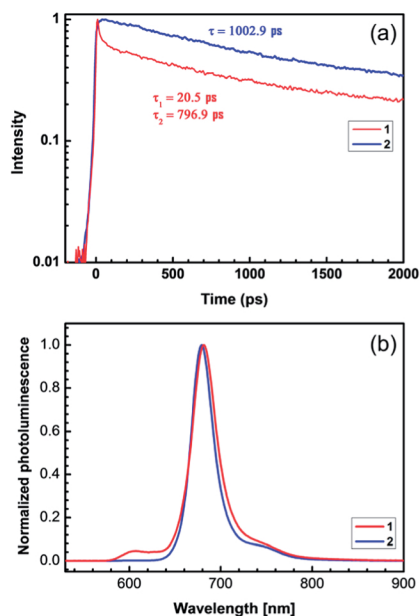 (a)
τ = 1002.9 ps
τ1 = 20.5 ps
τ2 = 796.9 ps
1
2
Intensity
1
0.1
0.01
0 500 1000 1500 2000
Time (ps)
(b)
1
2
Normalized photoluminescence
1.0
0.8
0.6
0.4
0.2
0.0
600 700 800 900
Wavelength [nm]